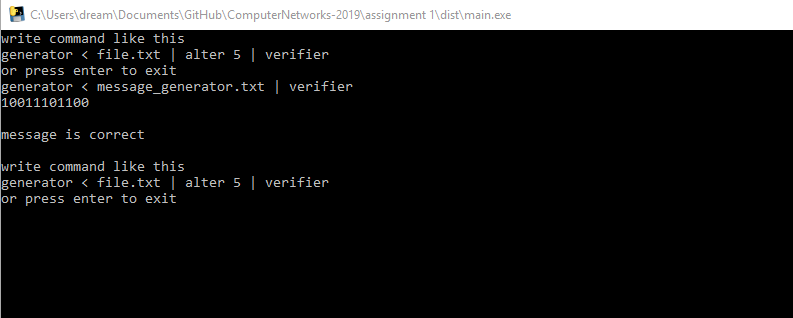 C:\Users\dream\Documents\GitHub\ComputerNetworks-2019\assignment 1\dist\main.exe
write command like this
generator < file.txt | alter 5 | verifier
or press enter to exit
generator < message_generator.txt | verifier
10011101100
message is correct
write command like this
generator < file.txt | alter 5 | verifier
or press enter to exit